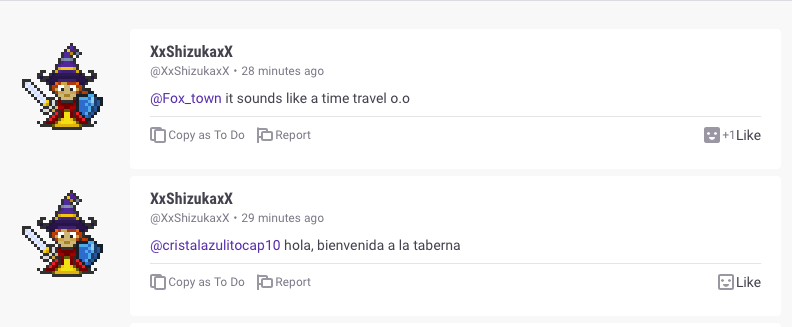 XxShizukaxX
@XxShizukaxX • 28 minutes ago
@Fox_town it sounds like a time travel o.o
Copy as To Do Report +1 Like
XxShizukaxX
@XxShizukaxX • 29 minutes ago
@cristalazulitocap10 hola, bienvenida a la taberna
Copy as To Do Report Like